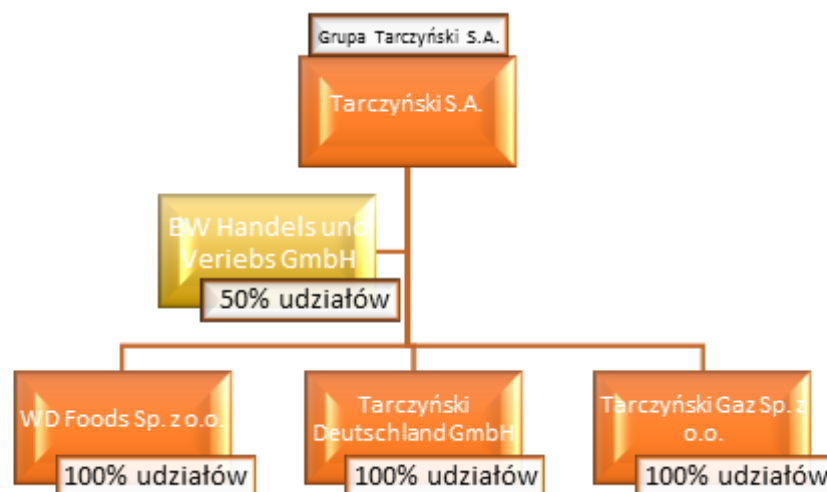 Grupa Tarczyński S.A.
Tarczyński S.A.
BW Handels und
Veriebs GmbH
50% udziałów
WD Foods Sp. z o.o.
100% udziałów
Tarczyński
Deutschland GmbH
100% udziałów
Tarczyński Gaz Sp. z
o.o.
100% udziałów